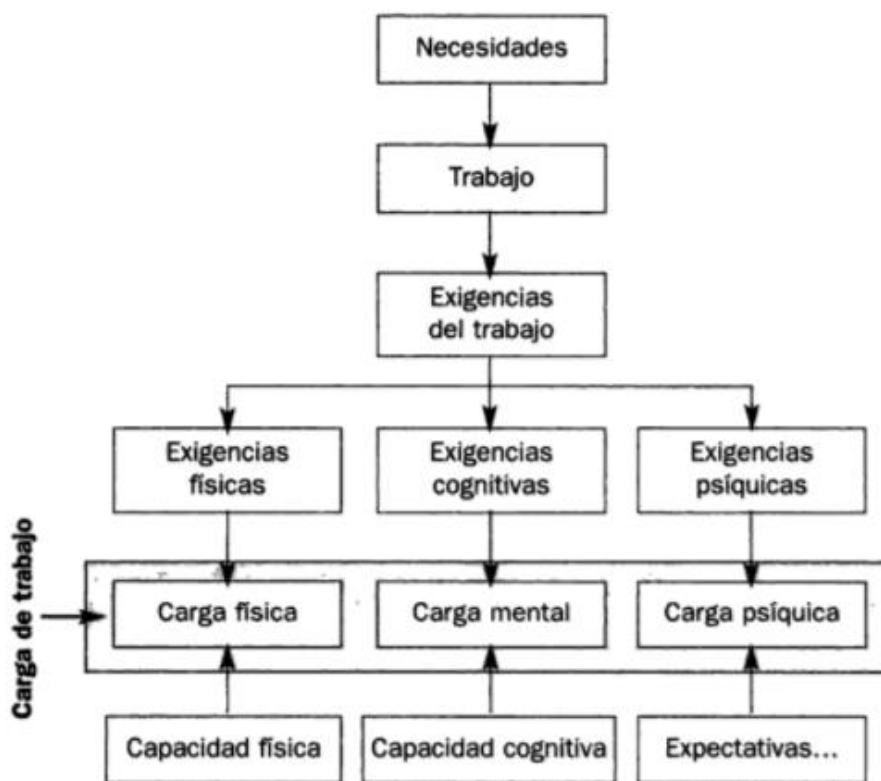 Necesidades
Trabajo
Exigencias
del trabajo
Exigencias
físicas
Exigencias
cognitivas
Exigencias
psíquicas
Carga de trabajo
Carga física
Carga mental
Carga psíquica
Capacidad física
Capacidad cognitiva
Expectativas...